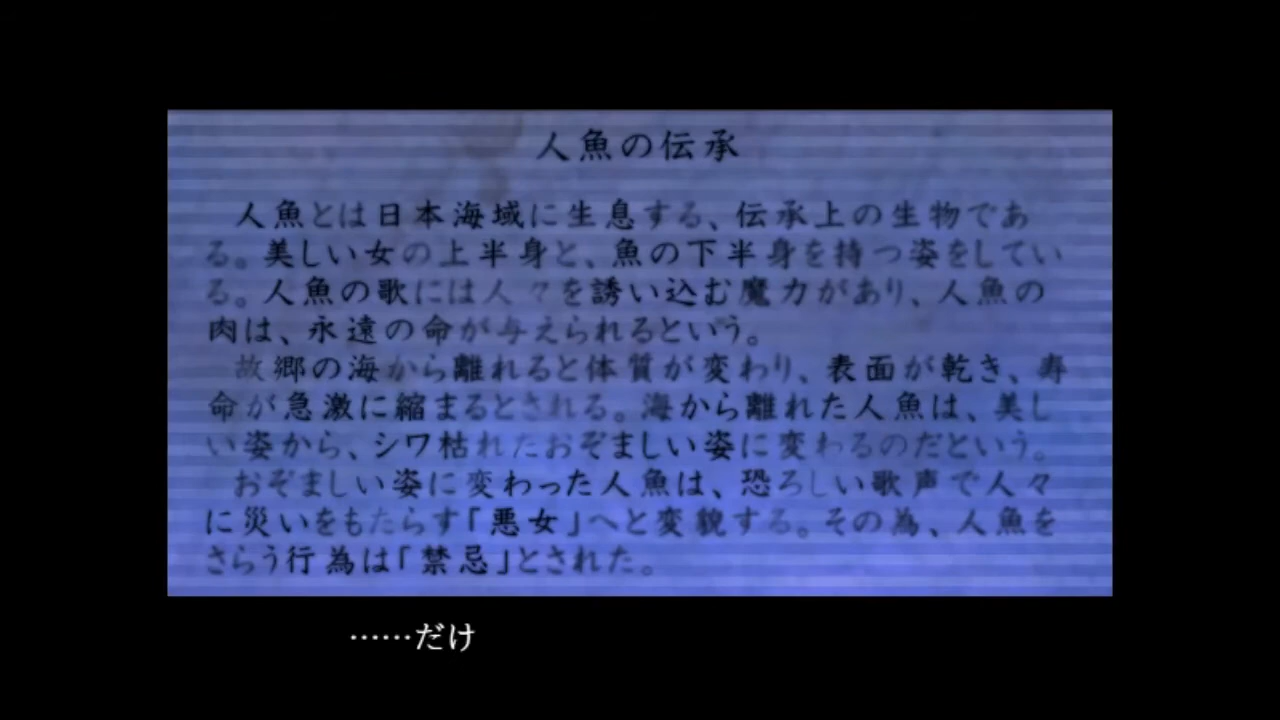 人魚の伝承
人魚とは日本海域に生息する、伝承上の生物であ
る。美しい女の上半身と、魚の下半身を持つ姿をしてい
る。人魚の歌には人々を誘い込む魔力があり、人魚の
肉は、永遠の命が与えられるという。
故郷の海から離れると体質が変わり、表面が乾き、寿
命が急激に縮まるとされる。海から離れた人魚は、美し
い姿から、シワ枯れたおぞましい姿に変わるのだという。
おぞましい姿に変わった人魚は、恐ろしい歌声で人々
に災いをもたらす「悪女」へと変貌する。その為、人魚を
さらう行為は「禁忌」とされた。
……だけ